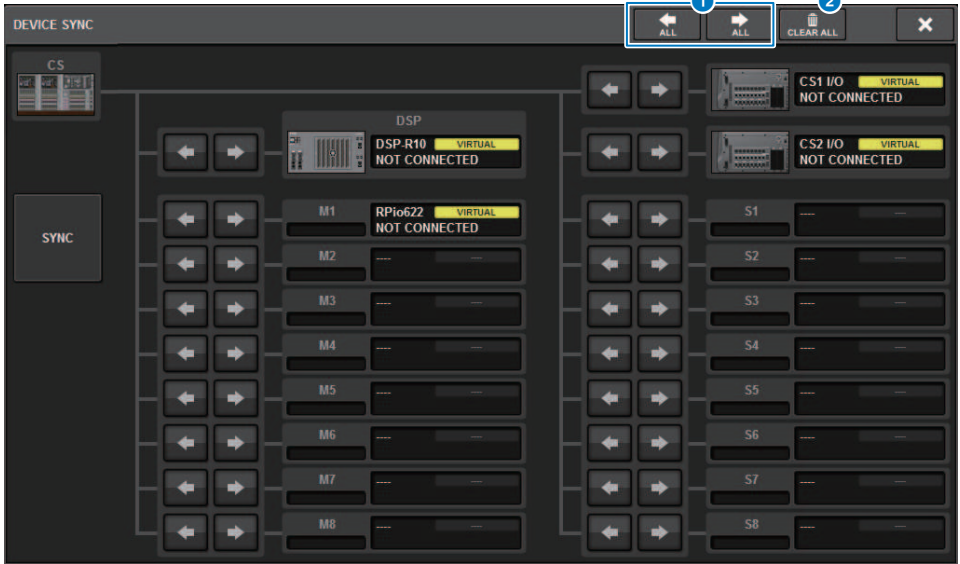 DEVICE SYNC
1
ALL
ALL
2
CLEAR ALL
CS
SYNC
DSP
DSP-R10 VIRTUAL
NOT CONNECTED
M1
RPio622 VIRTUAL
NOT CONNECTED
M2
---- ---
M3
---- ---
M4
---- ---
M5
---- ---
M6
---- ---
M7
---- ---
M8
---- ---
CS1 I/O VIRTUAL
NOT CONNECTED
CS2 I/O VIRTUAL
NOT CONNECTED
S1
---- ---
S2
---- ---
S3
---- ---
S4
---- ---
S5
---- ---
S6
---- ---
S7
---- ---
S8
---- ---